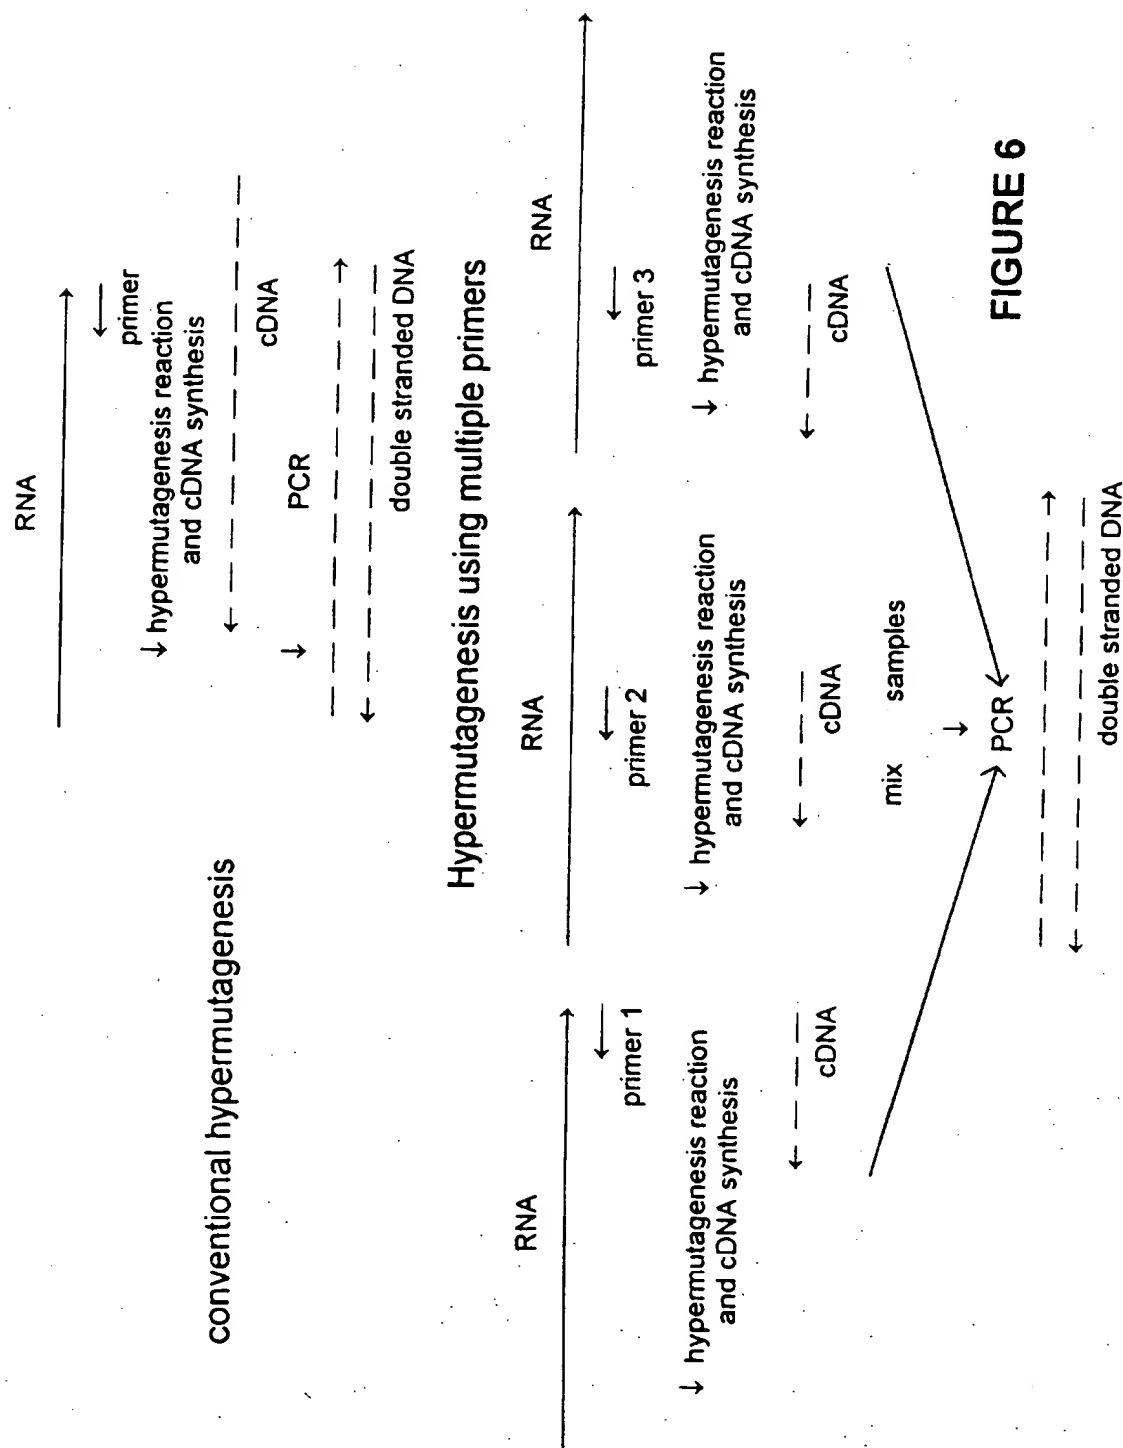 conventional hypermutagenesis
RNA
primer
hypermutagenesis reaction
and cDNA synthesis
cDNA
PCR
double stranded DNA
Hypermutagenesis using multiple primers
RNA
RNA
RNA
primer 1
primer 2
primer 3
hypermutagenesis reaction
and cDNA synthesis
hypermutagenesis reaction
and cDNA synthesis
hypermutagenesis reaction
and cDNA synthesis
cDNA
cDNA
cDNA
mix samples
PCR
double stranded DNA
FIGURE 6